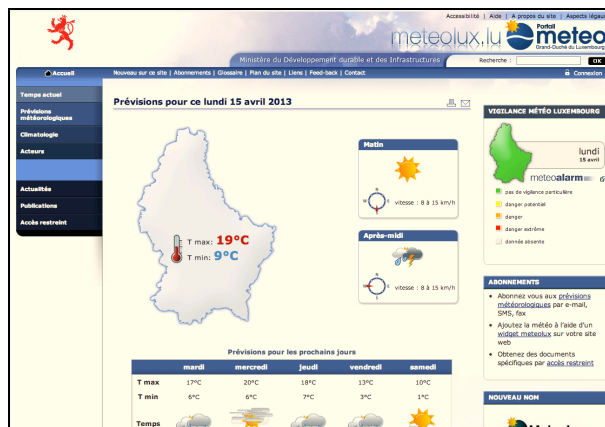 Accessibilité | Aide | A propos du site | Aspects légaux
meteolux.lu
Portail
meteo
Grand-Duché de Luxembourg
Ministère du Développement durable et des Infrastructures
Recherche :
OK
Accueil
Nouveau sur ce site | Abonnements | Glossaire | Plan du site | Liens | Feed-back | Contact
Connexion
Temps actuel
Prévisions
météorologiques
Climatologie
Acteurs
Actualités
Publications
Accès restreint
Prévisions pour ce lundi 15 avril 2013
T max: 19°C
T min: 9°C
Matin
vitesse : 8 à 15 km/h
Après-midi
vitesse : 8 à 15 km/h
VIGILANCE MÉTÉO LUXEMBOURG
lundi
15 avril
meteoalarm
pas de vigilance particulière
danger potentiel
danger
danger extrême
donnée absente
ABONNEMENTS
Abonnez vous aux prévisions
météorologiques par e-mail,
SMS, fax
Ajoutez la météo à l'aide d'un
widget meteolux sur votre site
web
Obtenez des documents
spécifiques par accès restreint
NOUVEAU NOM
Prévisions pour les prochains jours
mardi mercredi jeudi vendredi samedi
T max 17°C 20°C 18°C 13°C 10°C
T min 6°C 6°C 7°C 3°C 1°C
Temps